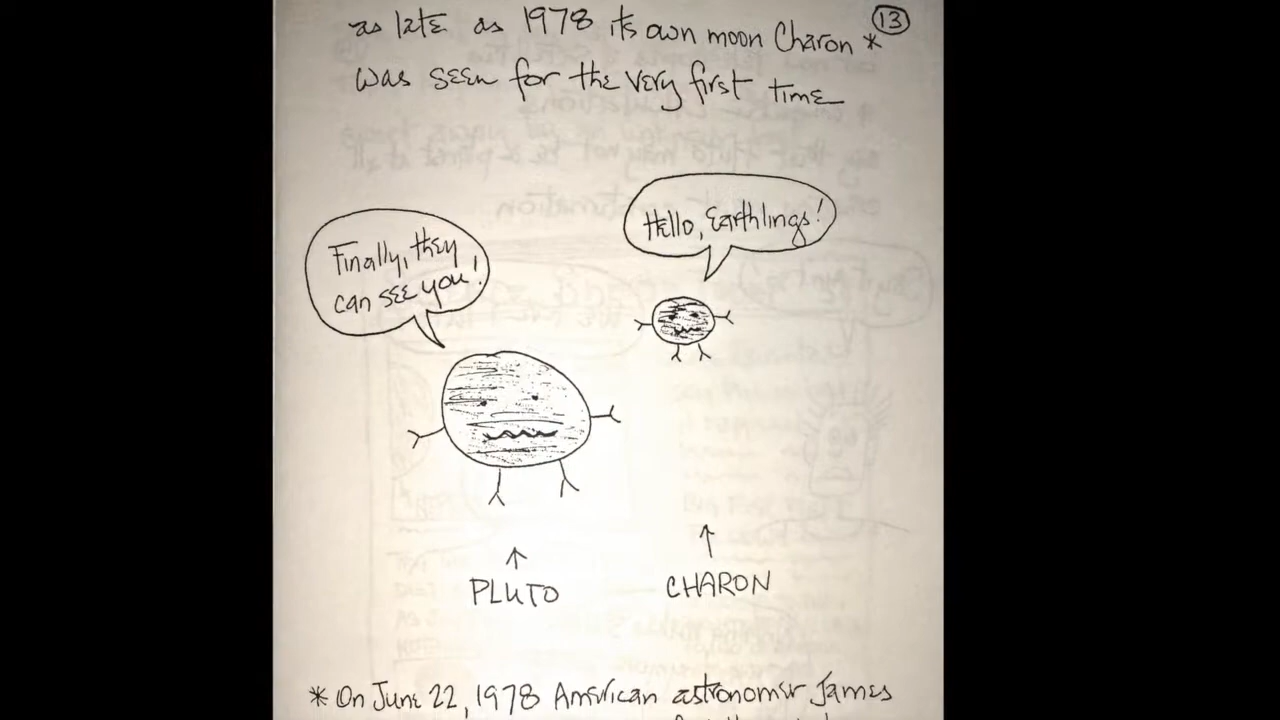 as late as 1978 its own moon Charon *
13
was seen for the very first time
Finally, they
can see you!
Hello, Earthlings!
PLUTO
CHARON
* On June 22, 1978 American astronomer James